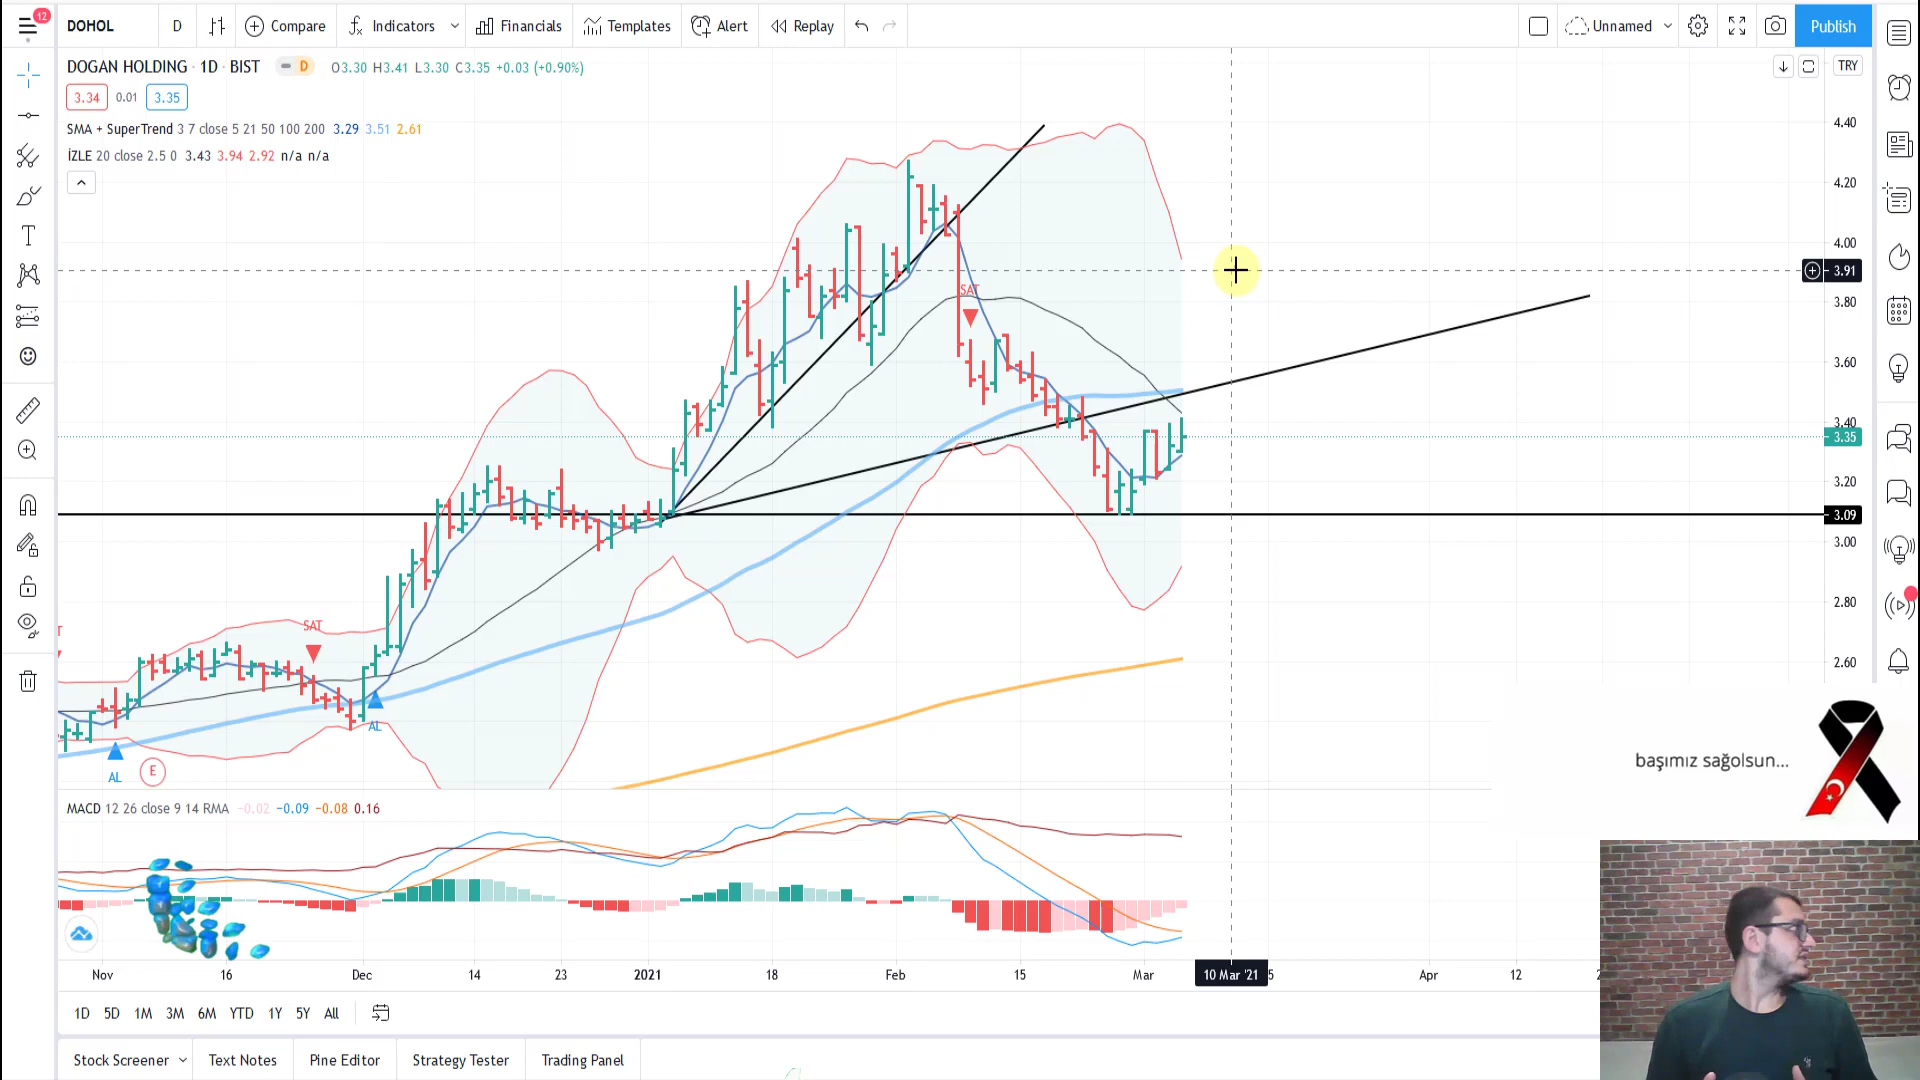 12
DOHOL
D
Compare
Indicators
Financials
Templates
Alert
Replay
Unnamed
Publish
DOGAN HOLDING · 1D · BIST
D
O3.30 H3.41 L3.30 C3.35 +0.03 (+0.90%)
TRY
3.34 0.01 3.35
SMA + SuperTrend 3 7 close 5 21 50 100 200 3.29 3.51 2.61
İZLE 20 close 2.5 0 3.43 3.94 2.92 n/a n/a
4.40
4.20
4.00
3.91
3.80
3.60
3.40
3.35
3.20
3.09
3.00
2.80
2.60
SAT
SAT
AL
AL
E
başımız sağolsun...
MACD 12 26 close 9 14 RMA −0.02 −0.09 −0.08 0.16
Nov 16 Dec 14 23 2021 18 Feb 15 Mar 10 Mar '21 5 Apr 12
1D 5D 1M 3M 6M YTD 1Y 5Y All
Stock Screener
Text Notes
Pine Editor
Strategy Tester
Trading Panel